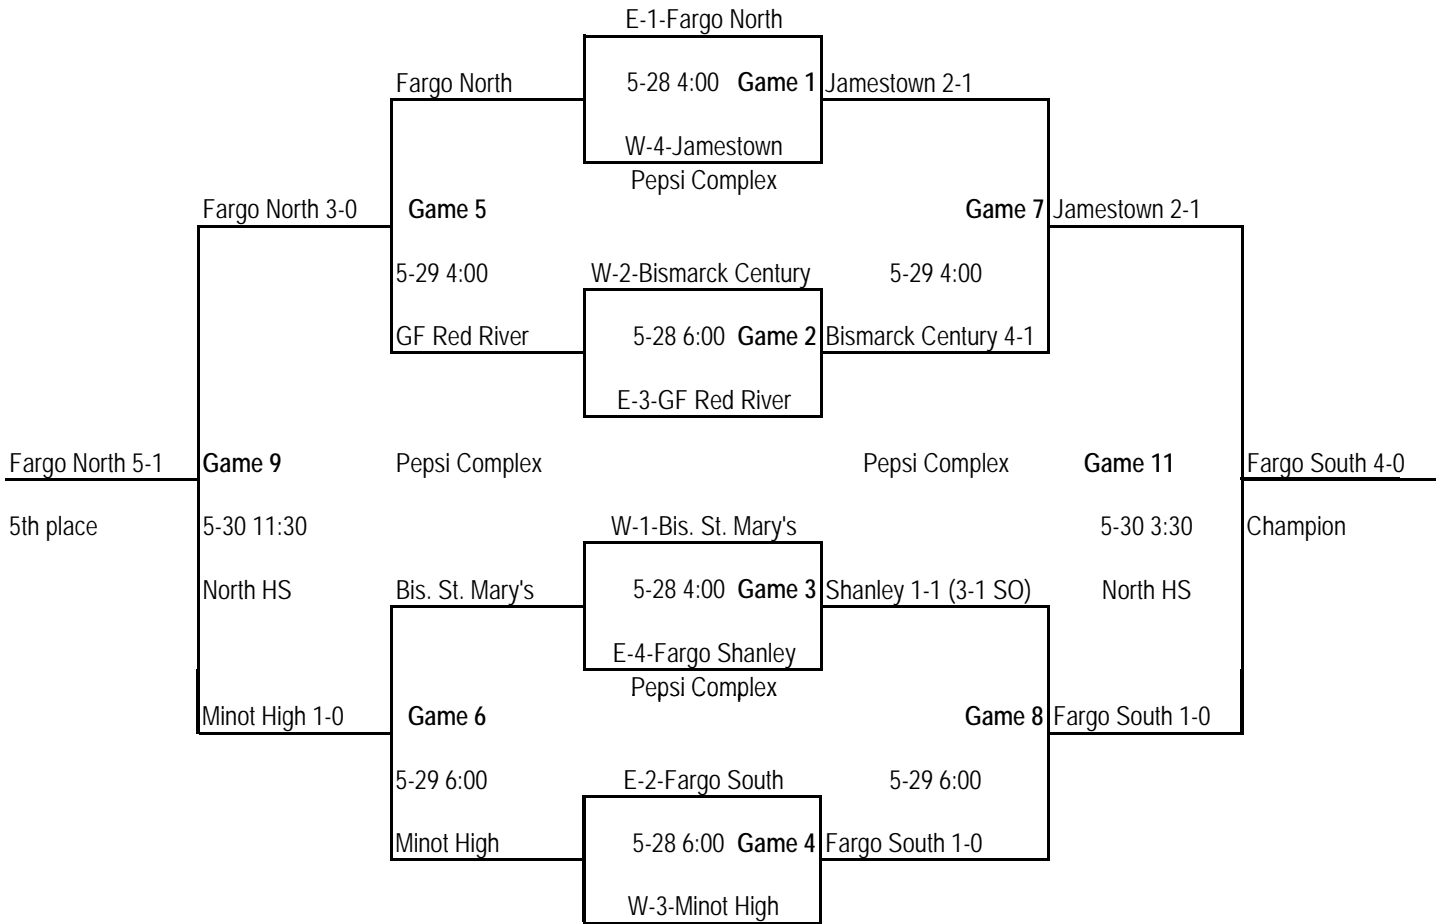 E-1-Fargo North
Fargo North 5-28 4:00 Game 1 Jamestown 2-1
W-4-Jamestown
Pepsi Complex
Fargo North 3-0 Game 5 Game 7 Jamestown 2-1
5-29 4:00 W-2-Bismarck Century 5-29 4:00
GF Red River 5-28 6:00 Game 2 Bismarck Century 4-1
E-3-GF Red River
Fargo North 5-1 Game 9 Pepsi Complex Pepsi Complex Game 11 Fargo South 4-0
5th place 5-30 11:30 W-1-Bis. St. Mary's 5-30 3:30 Champion
North HS Bis. St. Mary's 5-28 4:00 Game 3 Shanley 1-1 (3-1 SO) North HS
E-4-Fargo Shanley
Pepsi Complex
Minot High 1-0 Game 6 Game 8 Fargo South 1-0
5-29 6:00 E-2-Fargo South 5-29 6:00
Minot High 5-28 6:00 Game 4 Fargo South 1-0
W-3-Minot High